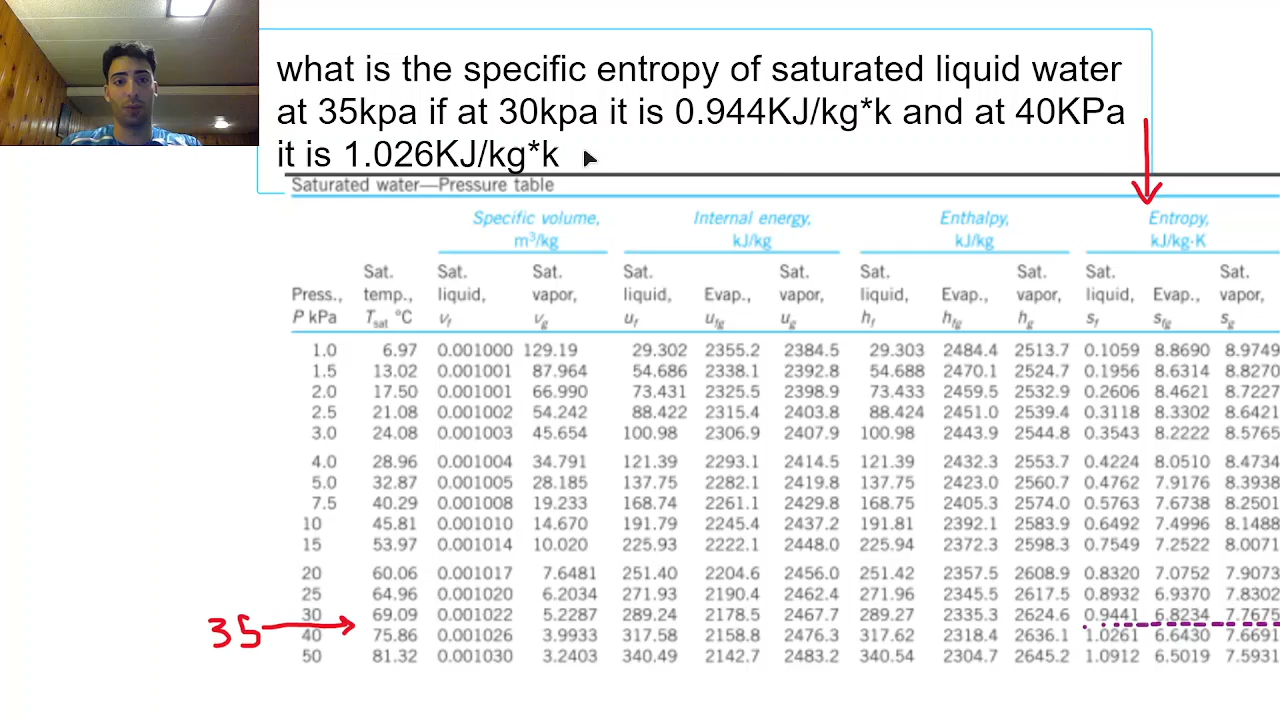 what is the specific entropy of saturated liquid water
at 35kpa if at 30kpa it is 0.944KJ/kg*k and at 40KPa
it is 1.026KJ/kg*k
Saturated water—Pressure table
Specific volume, Internal energy, Enthalpy, Entropy,
m³/kg kJ/kg kJ/kg kJ/kg·K
Sat. Sat. Sat. Sat. Sat. Sat. Sat. Sat. Sat.
Press., temp., liquid, vapor, liquid, Evap., vapor, liquid, Evap., vapor, liquid, Evap., vapor,
P kPa Tsat °C vf vg uf ufg ug hf hfg hg sf sfg sg
1.0 6.97 0.001000 129.19 29.302 2355.2 2384.5 29.303 2484.4 2513.7 0.1059 8.8690 8.9749
1.5 13.02 0.001001 87.964 54.686 2338.1 2392.8 54.688 2470.1 2524.7 0.1956 8.6314 8.8270
2.0 17.50 0.001001 66.990 73.431 2325.5 2398.9 73.433 2459.5 2532.9 0.2606 8.4621 8.7227
2.5 21.08 0.001002 54.242 88.422 2315.4 2403.8 88.424 2451.0 2539.4 0.3118 8.3302 8.6421
3.0 24.08 0.001003 45.654 100.98 2306.9 2407.9 100.98 2443.9 2544.8 0.3543 8.2222 8.5765
4.0 28.96 0.001004 34.791 121.39 2293.1 2414.5 121.39 2432.3 2553.7 0.4224 8.0510 8.4734
5.0 32.87 0.001005 28.185 137.75 2282.1 2419.8 137.75 2423.0 2560.7 0.4762 7.9176 8.3938
7.5 40.29 0.001008 19.233 168.74 2261.1 2429.8 168.75 2405.3 2574.0 0.5763 7.6738 8.2501
10 45.81 0.001010 14.670 191.79 2245.4 2437.2 191.81 2392.1 2583.9 0.6492 7.4996 8.1488
15 53.97 0.001014 10.020 225.93 2222.1 2448.0 225.94 2372.3 2598.3 0.7549 7.2522 8.0071
20 60.06 0.001017 7.6481 251.40 2204.6 2456.0 251.42 2357.5 2608.9 0.8320 7.0752 7.9073
25 64.96 0.001020 6.2034 271.93 2190.4 2462.4 271.96 2345.5 2617.5 0.8932 6.9370 7.8302
30 69.09 0.001022 5.2287 289.24 2178.5 2467.7 289.27 2335.3 2624.6 0.9441 6.8234 7.7675
35
40 75.86 0.001026 3.9933 317.58 2158.8 2476.3 317.62 2318.4 2636.1 1.0261 6.6430 7.6691
50 81.32 0.001030 3.2403 340.49 2142.7 2483.2 340.54 2304.7 2645.2 1.0912 6.5019 7.5931